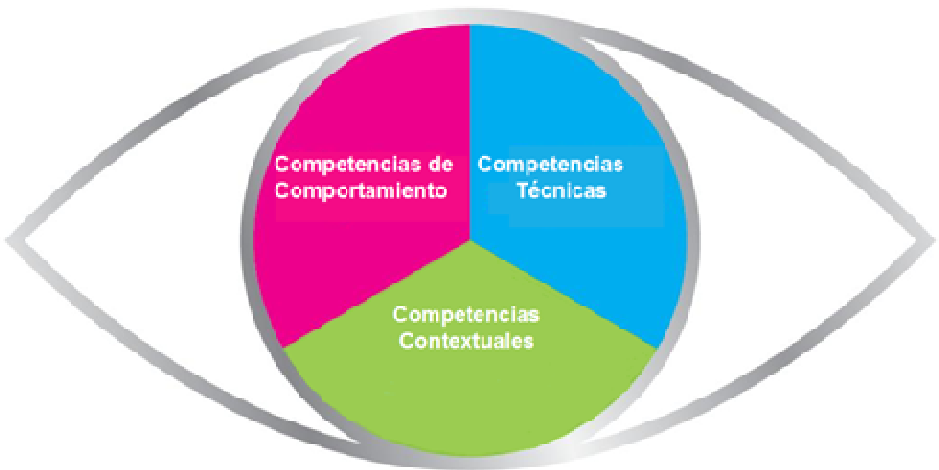 Competencias de
Comportamiento
Competencias
Técnicas
Competencias
Contextuales